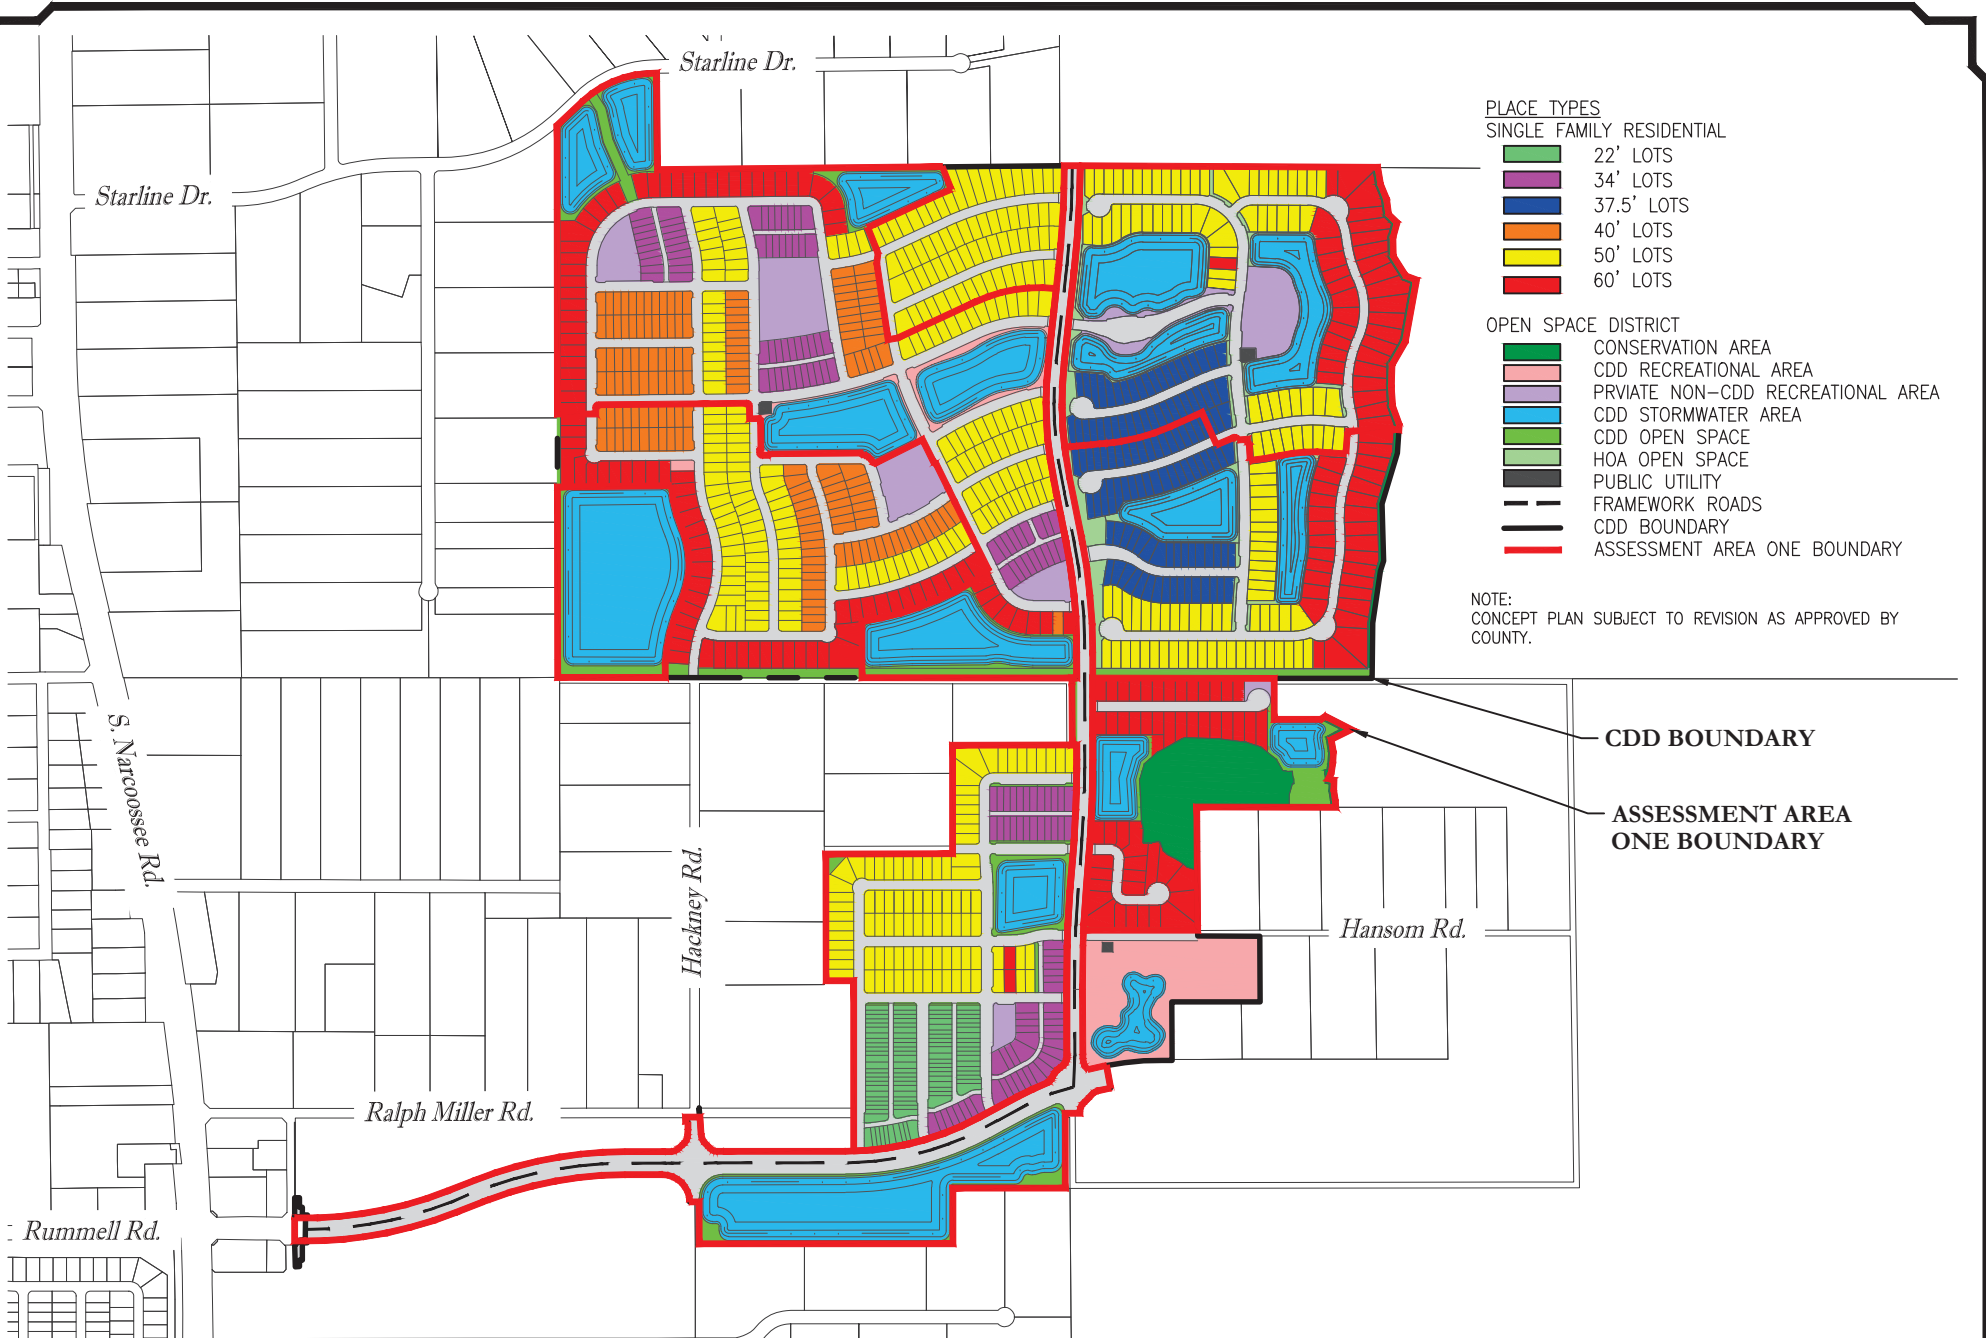 Starline Dr.
Starline Dr.
PLACE TYPES
SINGLE FAMILY RESIDENTIAL
22' LOTS
34' LOTS
37.5' LOTS
40' LOTS
50' LOTS
60' LOTS
OPEN SPACE DISTRICT
CONSERVATION AREA
CDD RECREATIONAL AREA
PRVIATE NON-CDD RECREATIONAL AREA
CDD STORMWATER AREA
CDD OPEN SPACE
HOA OPEN SPACE
PUBLIC UTILITY
FRAMEWORK ROADS
CDD BOUNDARY
ASSESSMENT AREA ONE BOUNDARY
NOTE:
CONCEPT PLAN SUBJECT TO REVISION AS APPROVED BY
COUNTY.
CDD BOUNDARY
ASSESSMENT AREA
ONE BOUNDARY
S. Narcoossee Rd.
Hackney Rd.
Hansom Rd.
Ralph Miller Rd.
Rummell Rd.